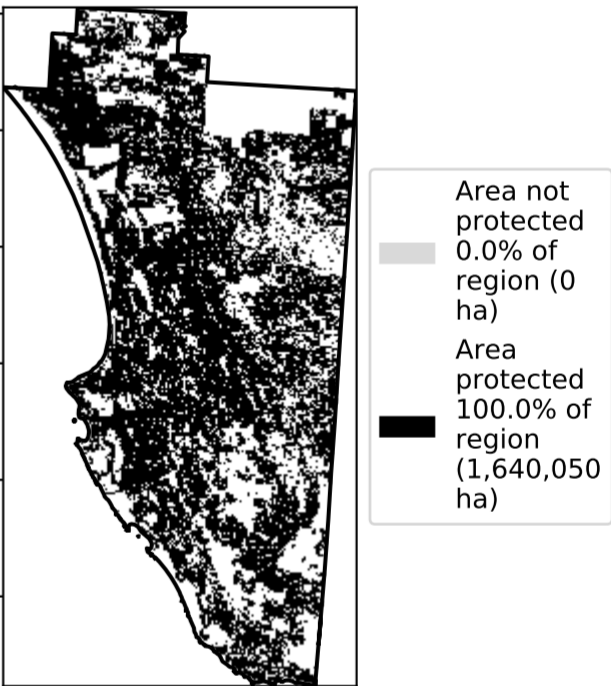 Area not
protected
0.0% of
region (0
ha)
Area
protected
100.0% of
region
(1,640,050
ha)